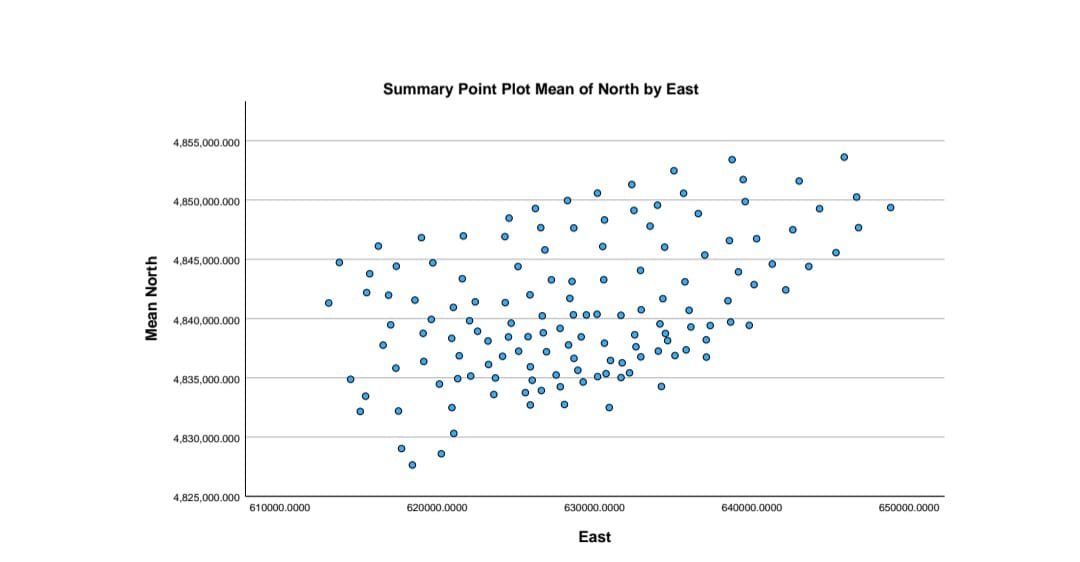 Summary Point Plot Mean of North by East
Mean North
4,855,000.000
4,850,000.000
4,845,000.000
4,840,000.000
4,835,000.000
4,830,000.000
4,825,000.000
610000.0000 620000.0000 630000.0000 640000.0000 650000.0000
East